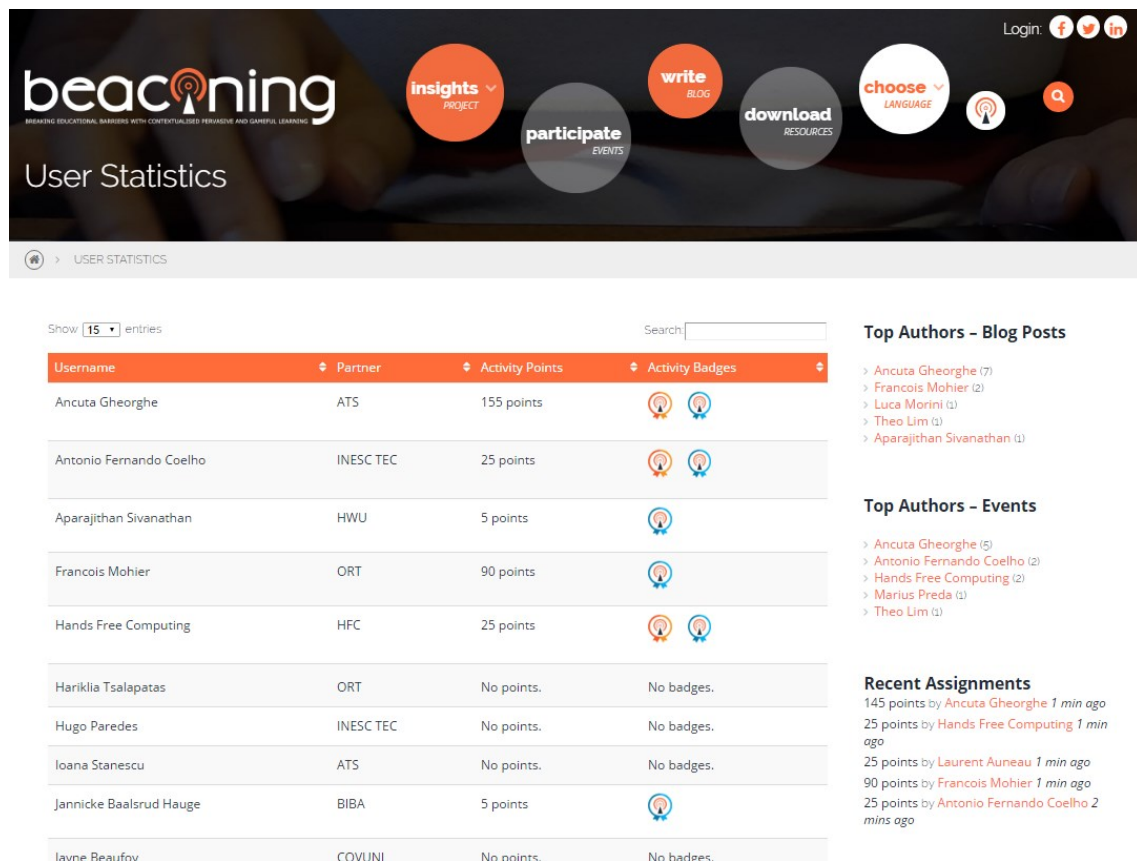 Login:
beaconing
BREAKING EDUCATIONAL BARRIERS WITH CONTEXTUALISED PERVASIVE AND GAMEFUL LEARNING
insights
PROJECT
participate
EVENTS
write
BLOG
download
RESOURCES
choose
LANGUAGE
User Statistics
> USER STATISTICS
Show 15 entries
Search:
Username Partner Activity Points Activity Badges
Ancuta Gheorghe ATS 155 points
Antonio Fernando Coelho INESC TEC 25 points
Aparajithan Sivanathan HWU 5 points
Francois Mohier ORT 90 points
Hands Free Computing HFC 25 points
Hariklia Tsalapatas ORT No points. No badges.
Hugo Paredes INESC TEC No points. No badges.
Ioana Stanescu ATS No points. No badges.
Jannicke Baalsrud Hauge BIBA 5 points
Jayne Beaufoy COVUNI No points. No badges.
Top Authors – Blog Posts
> Ancuta Gheorghe (7)
> Francois Mohier (2)
> Luca Morini (1)
> Theo Lim (1)
> Aparajithan Sivanathan (1)
Top Authors – Events
> Ancuta Gheorghe (5)
> Antonio Fernando Coelho (2)
> Hands Free Computing (2)
> Marius Preda (1)
> Theo Lim (1)
Recent Assignments
145 points by Ancuta Gheorghe 1 min ago
25 points by Hands Free Computing 1 min
ago
25 points by Laurent Auneau 1 min ago
90 points by Francois Mohier 1 min ago
25 points by Antonio Fernando Coelho 2
mins ago